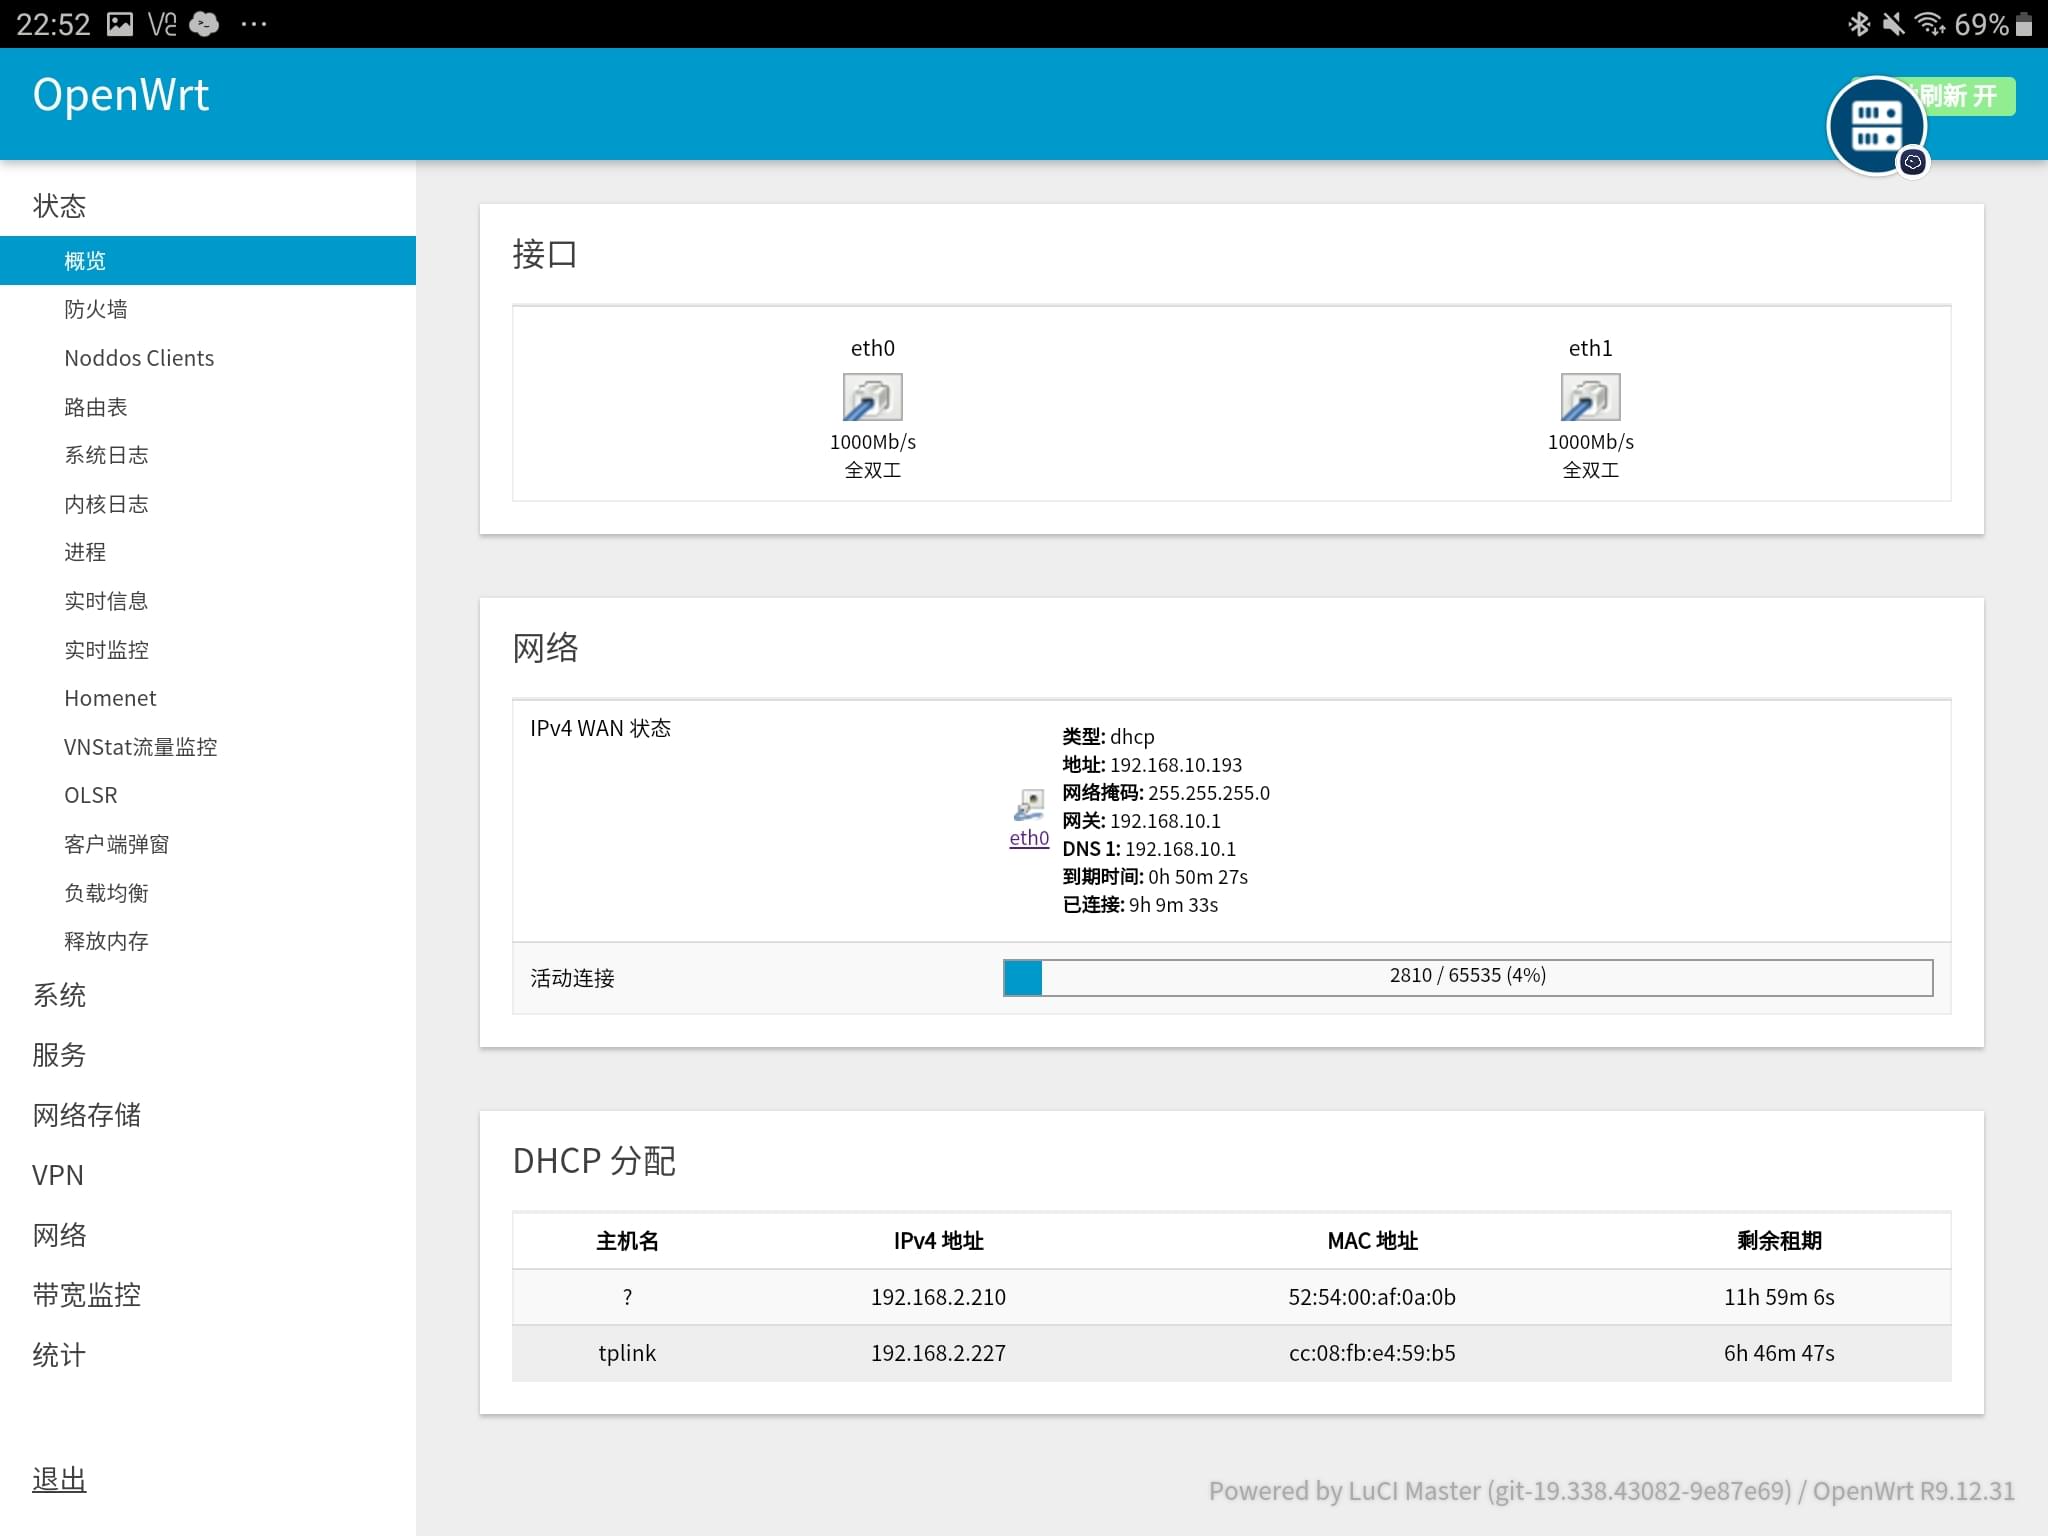 22:52
69%
OpenWrt
刷新 开
状态
概览
防火墙
Noddos Clients
路由表
系统日志
内核日志
进程
实时信息
实时监控
Homenet
VNStat流量监控
OLSR
客户端弹窗
负载均衡
释放内存
系统
服务
网络存储
VPN
网络
带宽监控
统计
退出
接口
eth0 eth1
1000Mb/s 1000Mb/s
全双工 全双工
网络
IPv4 WAN 状态
eth0
类型: dhcp
地址: 192.168.10.193
网络掩码: 255.255.255.0
网关: 192.168.10.1
DNS 1: 192.168.10.1
到期时间: 0h 50m 27s
已连接: 9h 9m 33s
活动连接 2810 / 65535 (4%)
DHCP 分配
主机名 IPv4 地址 MAC 地址 剩余租期
? 192.168.2.210 52:54:00:af:0a:0b 11h 59m 6s
tplink 192.168.2.227 cc:08:fb:e4:59:b5 6h 46m 47s
Powered by LuCI Master (git-19.338.43082-9e87e69) / OpenWrt R9.12.31